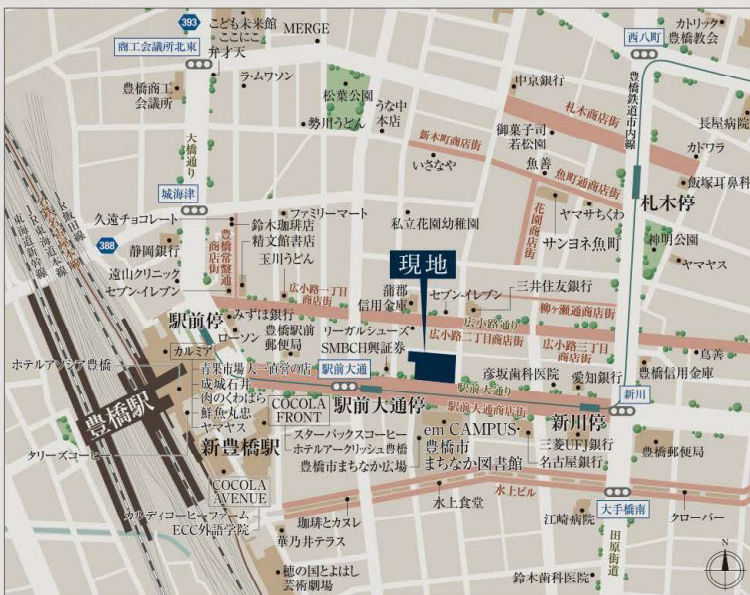 393
こども未来館
ここにこ
MERGE
商工会議所北東
弁才天
ラ・ムワソン
豊橋商工
会議所
松葉公園
うな中
本店
勢川うどん
大橋通り
西八町
カトリック
豊橋教会
中京銀行
札木商店街
豊橋鉄道市内線
御菓子司
若松園
長屋病院
新本町商店街
魚町通商店街
カドワラ
いさなや
魚善
飯塚耳鼻科
札木停
JR飯田線
JR東海道本線
東海道新幹線
城海津
388
久遠チョコレート
ファミリーマート
鈴木珈琲店
精文館書店
玉川うどん
静岡銀行
豊橋常盤通
商店街
遠山クリニック
セブン-イレブン
私立花園幼稚園
花園商店街
ヤマサちくわ
サンヨネ魚町
神明公園
ヤマヤス
現地
広小路一丁目
商店街
蒲郡
信用金庫
セブン-イレブン
三井住友銀行
柳ヶ瀬通商店街
広小路通り
広小路二丁目商店街
広小路三丁目
商店街
駅前停
みずほ銀行
ローソン
豊橋駅前
郵便局
リーガルシューズ
SMBC日興証券
カルミア
ホテルアソシア豊橋
青果市場大一直営の店
成城石井
肉のくわはら
鮮魚丸忠
ヤマヤス
駅前大通
駅前大通停
駅前大通り
駅前大通商店街
彦坂歯科医院
愛知銀行
鳥善
豊橋信用金庫
新川
新川停
豊橋駅
新豊橋駅
タリーズコーヒー
COCOLA
FRONT
スターバックスコーヒー
ホテルアークリッシュ豊橋
豊橋市まちなか広場
em CAMPUS・
豊橋市
まちなか図書館
三菱UFJ銀行
名古屋銀行
豊橋郵便局
COCOLA
AVENUE
カルディコーヒーファーム
ECC外語学院
珈琲とカヌレ
華乃井テラス
穂の国とよはし
芸術劇場
水上食堂
水上ビル
大手橋南
江崎病院
クローバー
田原街道
鈴木歯科医院
N